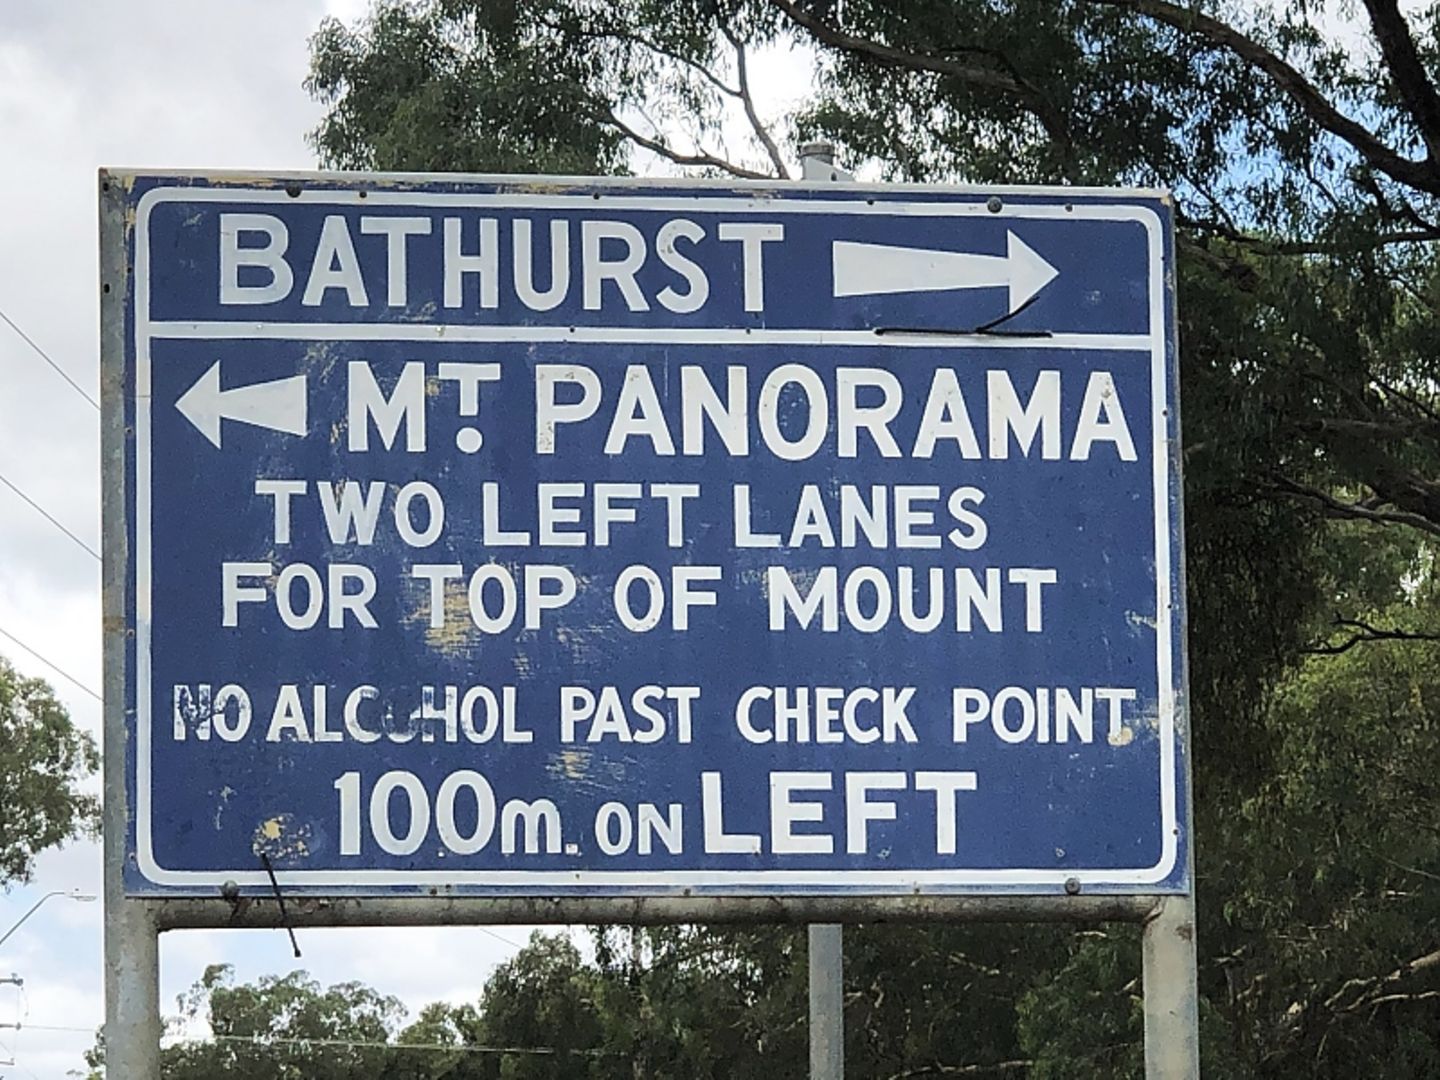 BATHURST
MT. PANORAMA
TWO LEFT LANES
FOR TOP OF MOUNT
NO ALCOHOL PAST CHECK POINT
100m. ON LEFT